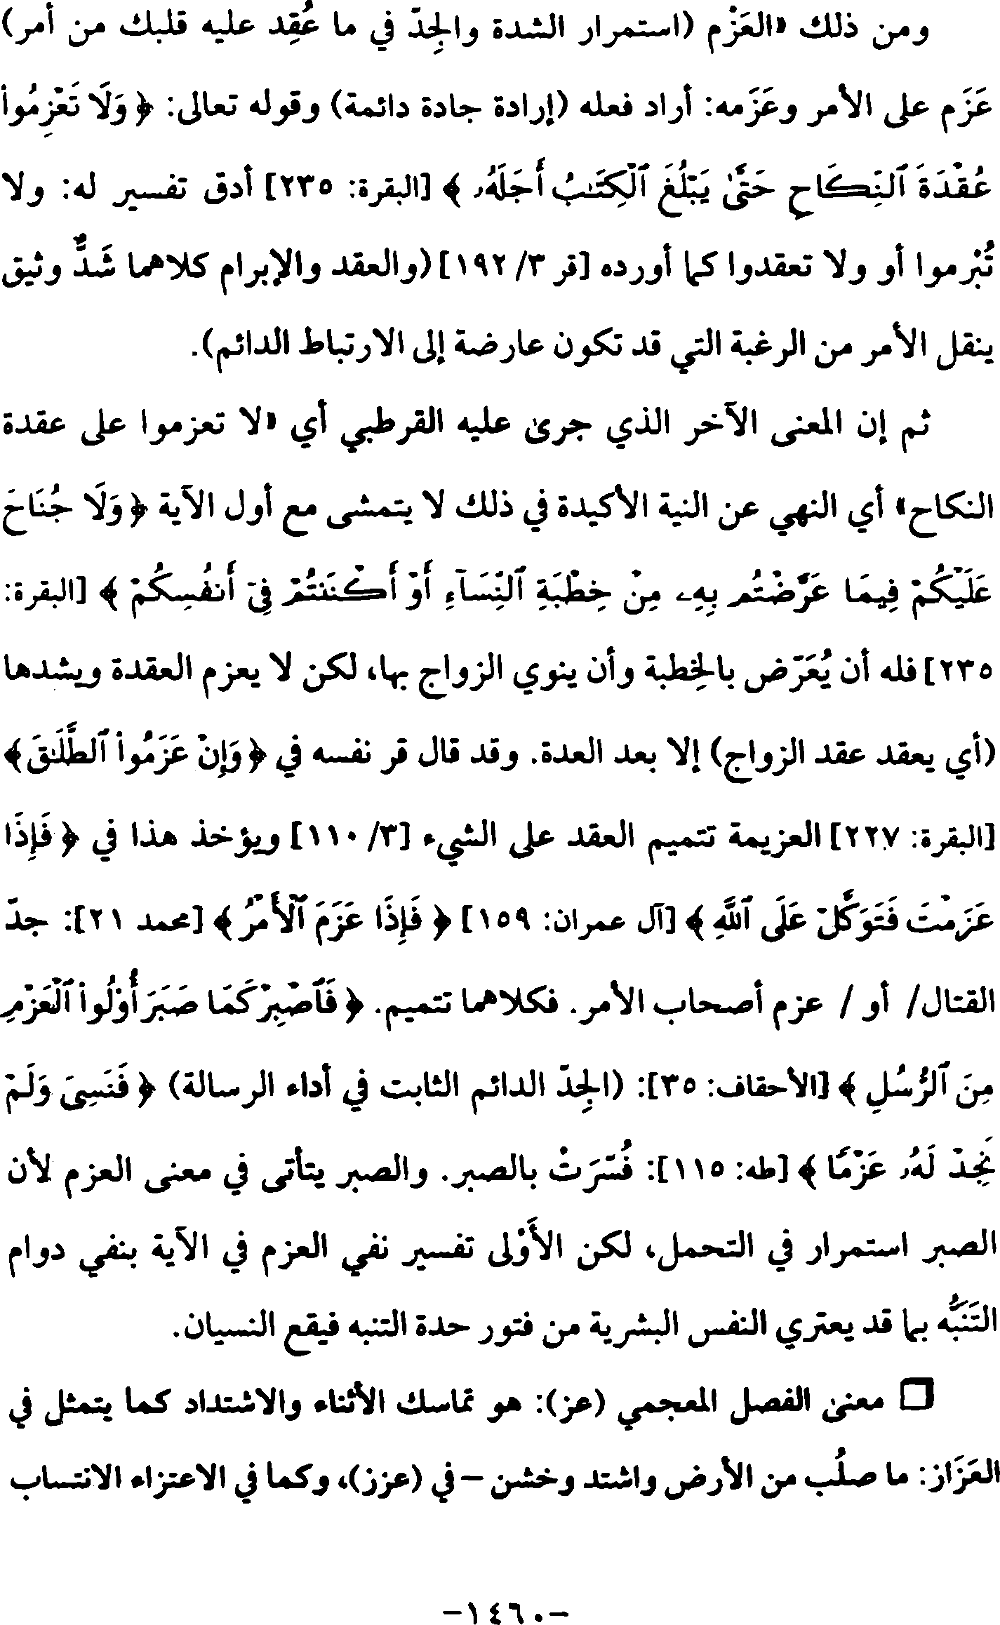 ومن ذلك «العَزْم (استمرار الشدة والجِدّ في ما عُقِد عليه قلبك من أمر)
عَزَم على الأمر وعَزَمه: أراد فعله (إرادة جادة دائمة) وقوله تعالى: ﴿ وَلَا تَعْزِمُوا
عُقْدَةَ ٱلنِّكَاحِ حَتَّىٰ يَبْلُغَ ٱلْكِتَٰبُ أَجَلَهُۥ ﴾ [البقرة: ٢٣٥] أدق تفسير له: ولا
تُبْرموا أو ولا تعقدوا كما أورده [قر ٣/ ١٩٢] (والعقد والإبرام كلاهما شَدٌّ وثيق
ينقل الأمر من الرغبة التي قد تكون عارضة إلى الارتباط الدائم).
ثم إن المعنى الآخر الذي جرى عليه القرطبي أي «لا تعزموا على عقدة
النكاح» أي النهي عن النية الأكيدة في ذلك لا يتمشى مع أول الآية ﴿ وَلَا جُنَاحَ
عَلَيْكُمْ فِيمَا عَرَّضْتُم بِهِۦ مِنْ خِطْبَةِ ٱلنِّسَآءِ أَوْ أَكْنَنتُمْ فِىٓ أَنفُسِكُمْ ﴾ [البقرة:
٢٣٥] فله أن يُعَرّض بالخِطبة وأن ينوي الزواج بها، لكن لا يعزم العقدة ويشدها
(أي يعقد عقد الزواج) إلا بعد العدة. وقد قال قر نفسه في ﴿ وَإِنْ عَزَمُوا ٱلطَّلَٰقَ ﴾
[البقرة: ٢٢٧] العزيمة تتميم العقد على الشيء [٣/ ١١٠] ويؤخذ هذا في ﴿ فَإِذَا
عَزَمْتَ فَتَوَكَّلْ عَلَى ٱللَّهِ ﴾ [آل عمران: ١٥٩] ﴿ فَإِذَا عَزَمَ ٱلْأَمْرُ ﴾ [محمد ٢١]: جدّ
القتال/ أو / عزم أصحاب الأمر. فكلاهما تتميم. ﴿ فَٱصْبِرْ كَمَا صَبَرَ أُو۟لُوا۟ ٱلْعَزْمِ
مِنَ ٱلرُّسُلِ ﴾ [الأحقاف: ٣٥]: (الجِدّ الدائم الثابت في أداء الرسالة) ﴿ فَنَسِىَ وَلَمْ
نَجِدْ لَهُۥ عَزْمًا ﴾ [طه: ١١٥]: فُسّرَتْ بالصبر. والصبر يتأتى في معنى العزم لأن
الصبر استمرار في التحمل، لكن الأَوْلى تفسير نفي العزم في الآية بنفي دوام
التَنَبُّه بما قد يعتري النفس البشرية من فتور حدة التنبه فيقع النسيان.
❒ معنى الفصل المعجمي (عز): هو تماسك الأثناء والاشتداد كما يتمثل في
العَزَاز: ما صلُب من الأرض واشتد وخشن – في (عزز)، وكما في الاعتزاء الانتساب
-١٤٦٠-